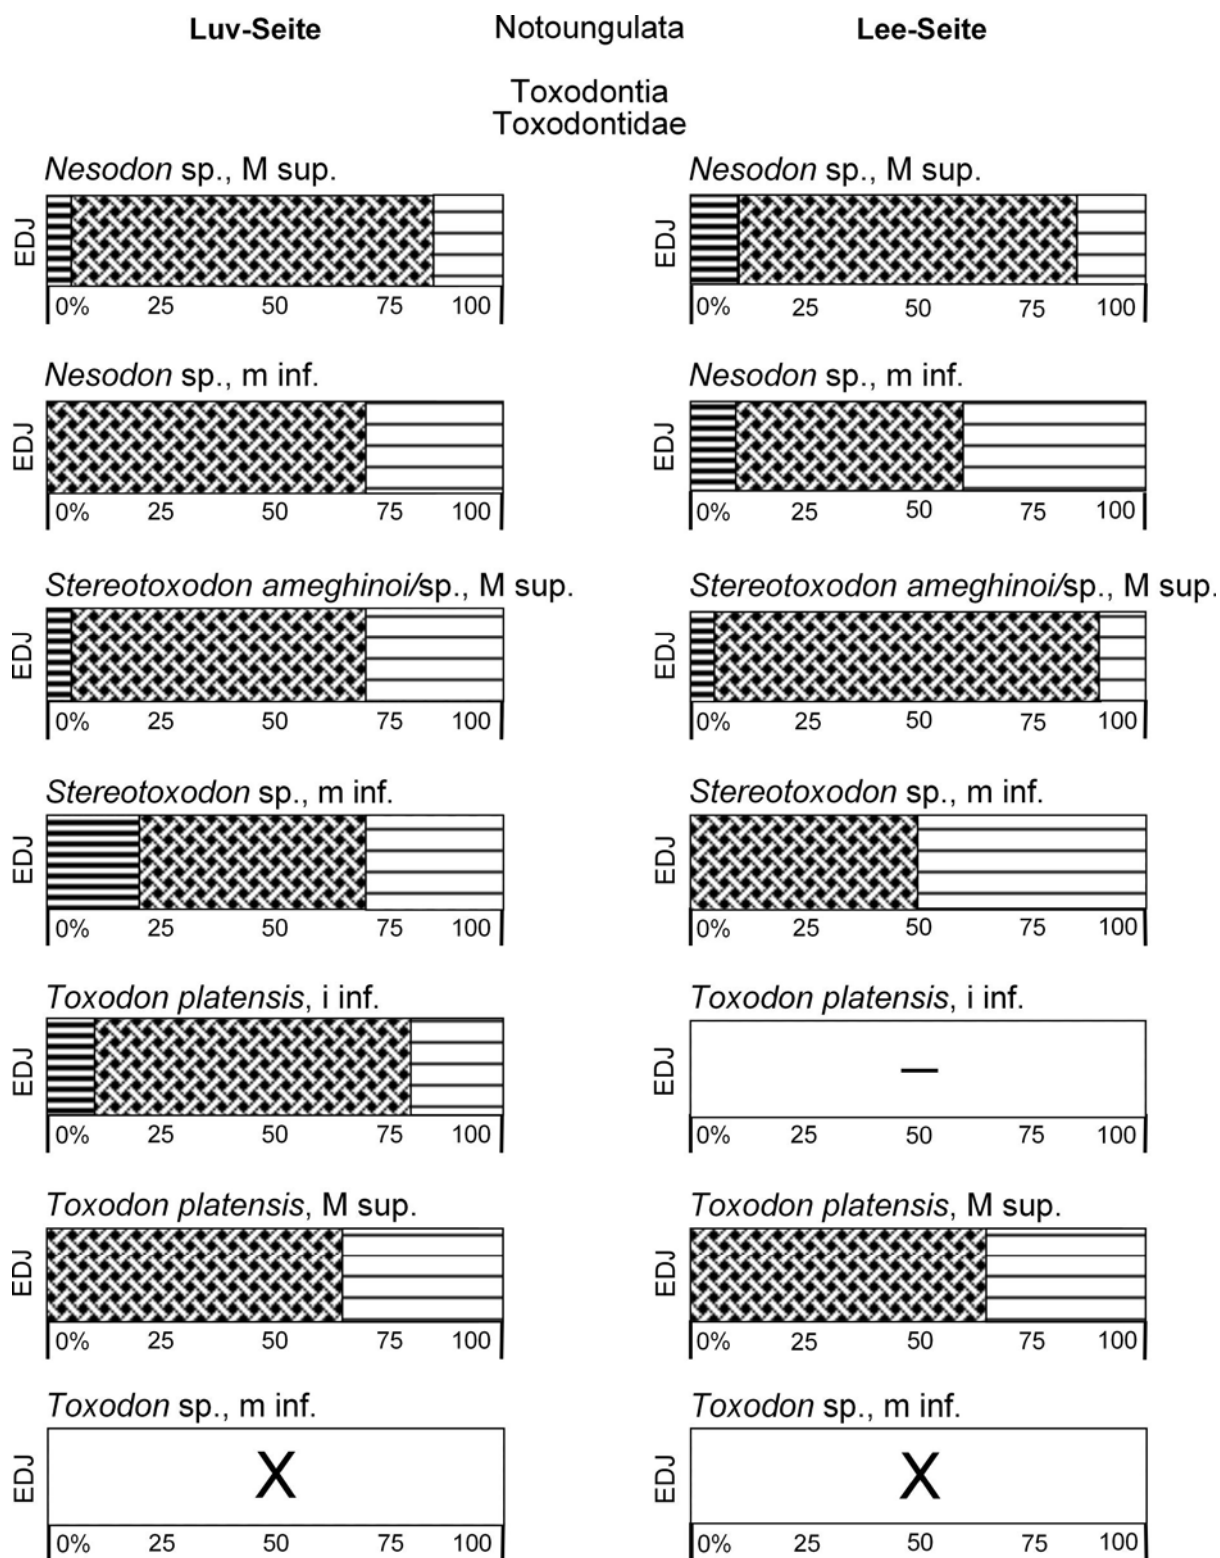 Luv-Seite Notoungulata Lee-Seite
Toxodontia
Toxodontidae
Nesodon sp., M sup. Nesodon sp., M sup.
EDJ EDJ
0% 25 50 75 100 0% 25 50 75 100
Nesodon sp., m inf. Nesodon sp., m inf.
EDJ EDJ
0% 25 50 75 100 0% 25 50 75 100
Stereotoxodon ameghinoi/sp., M sup. Stereotoxodon ameghinoi/sp., M sup.
EDJ EDJ
0% 25 50 75 100 0% 25 50 75 100
Stereotoxodon sp., m inf. Stereotoxodon sp., m inf.
EDJ EDJ
0% 25 50 75 100 0% 25 50 75 100
Toxodon platensis, i inf. Toxodon platensis, i inf.
EDJ EDJ –
0% 25 50 75 100 0% 25 50 75 100
Toxodon platensis, M sup. Toxodon platensis, M sup.
EDJ EDJ
0% 25 50 75 100 0% 25 50 75 100
Toxodon sp., m inf. Toxodon sp., m inf.
EDJ X EDJ X
0% 25 50 75 100 0% 25 50 75 100